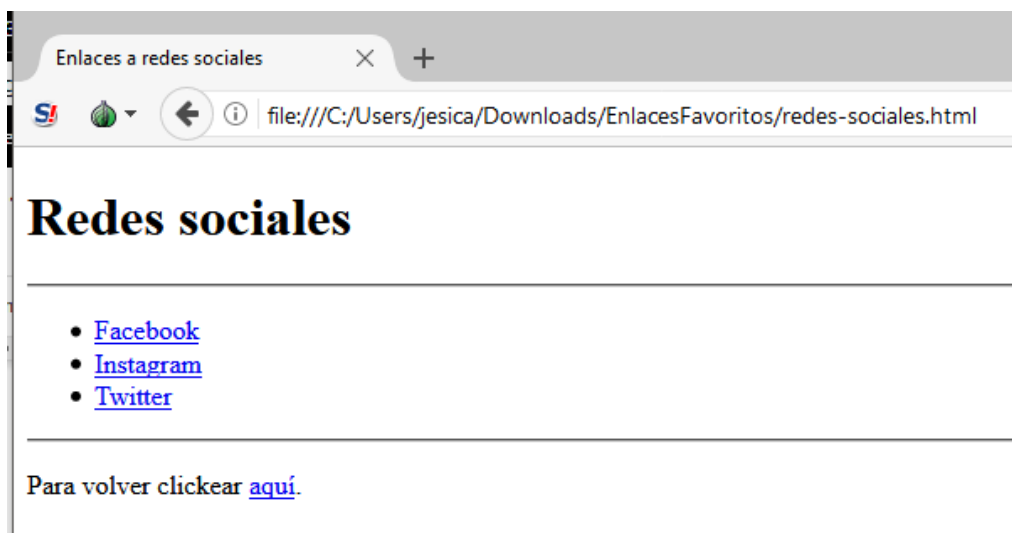 Enlaces a redes sociales
S!
file:///C:/Users/jesica/Downloads/EnlacesFavoritos/redes-sociales.html
Redes sociales
Facebook
Instagram
Twitter
Para volver clickear aquí.